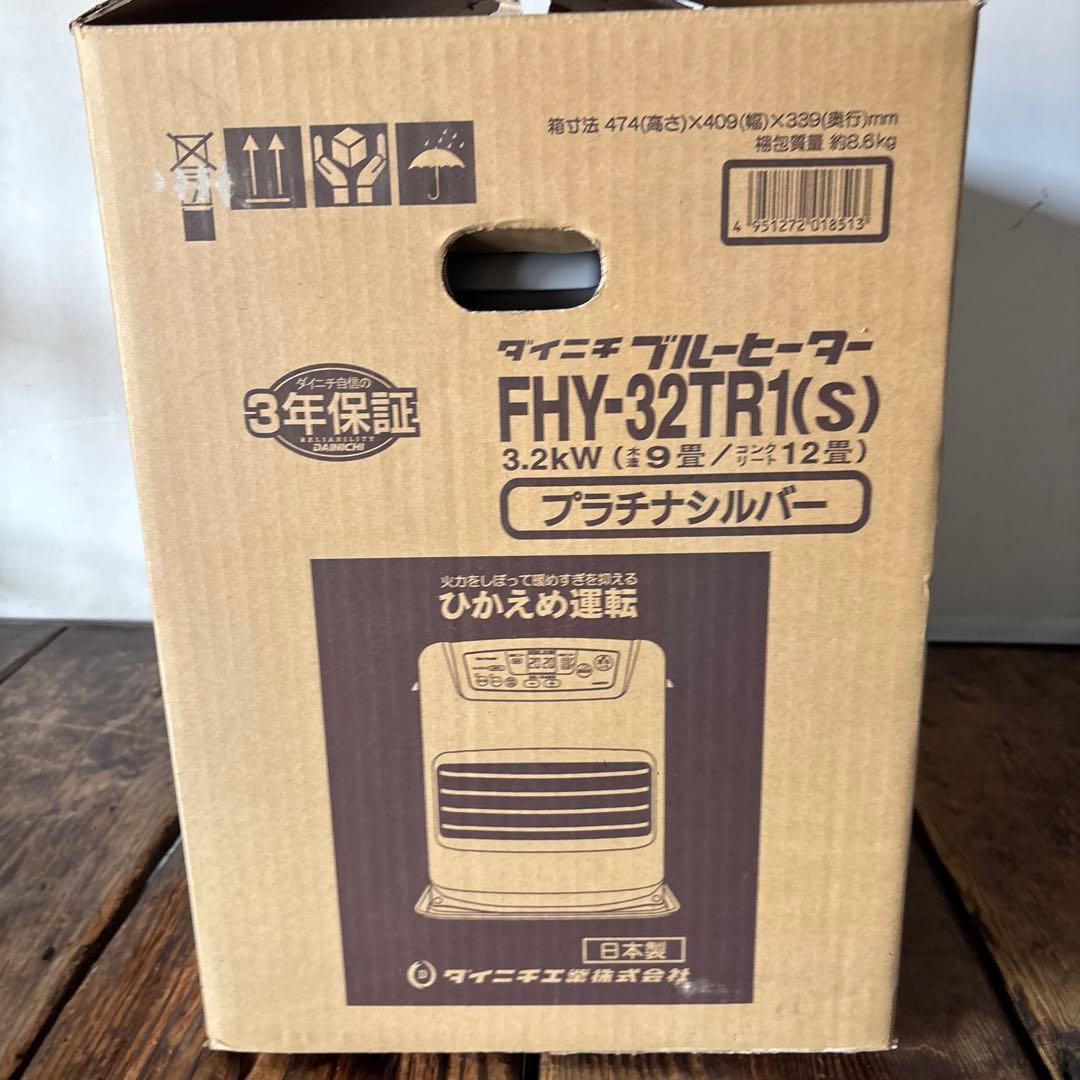 箱寸法 474(高さ)×409(幅)×339(奥行)mm
梱包質量 約8.6kg
4 951272 018513
ダイニチ ブルーヒーター
FHY-32TR1(S)
3.2kW (木造9畳/コンクリート12畳)
プラチナシルバー
ダイニチ自信の
3年保証
RELIABILITY
DAINICHI
火力をしぼって暖めすぎを抑える
ひかえめ運転
20 20
日本製
ダイニチ工業株式会社